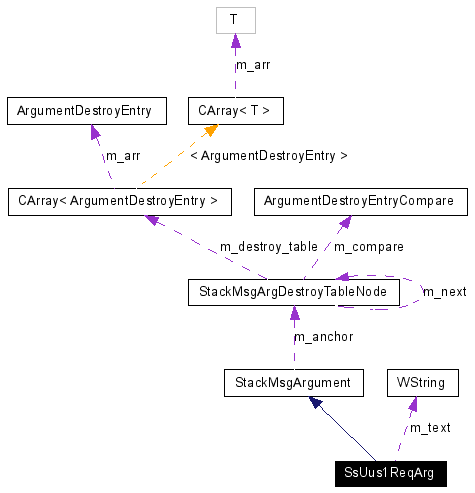 T
m_arr
ArgumentDestroyEntry
CArray< T >
m_arr
< ArgumentDestroyEntry >
CArray< ArgumentDestroyEntry >
ArgumentDestroyEntryCompare
m_destroy_table
m_compare
StackMsgArgDestroyTableNode
m_next
m_anchor
StackMsgArgument
WString
m_text
SsUus1ReqArg